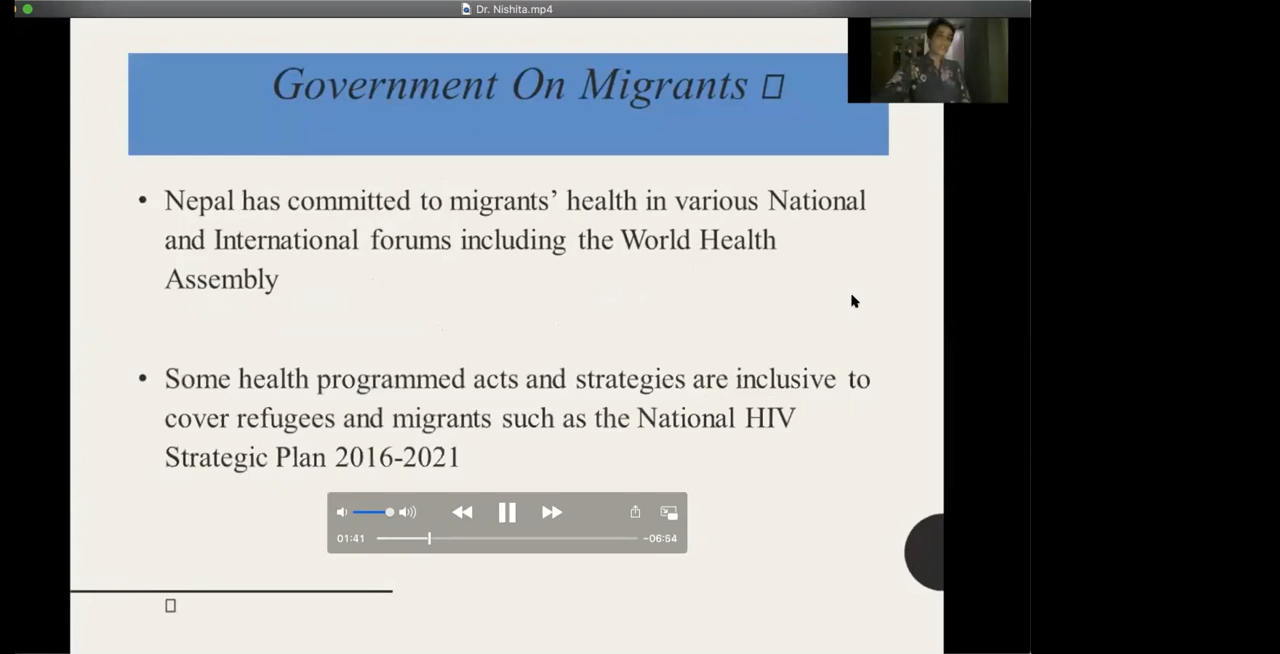 Dr. Nishita.mp4
Government On Migrants
• Nepal has committed to migrants’ health in various National
and International forums including the World Health
Assembly
• Some health programmed acts and strategies are inclusive to
cover refugees and migrants such as the National HIV
Strategic Plan 2016-2021
01:41
-06:54